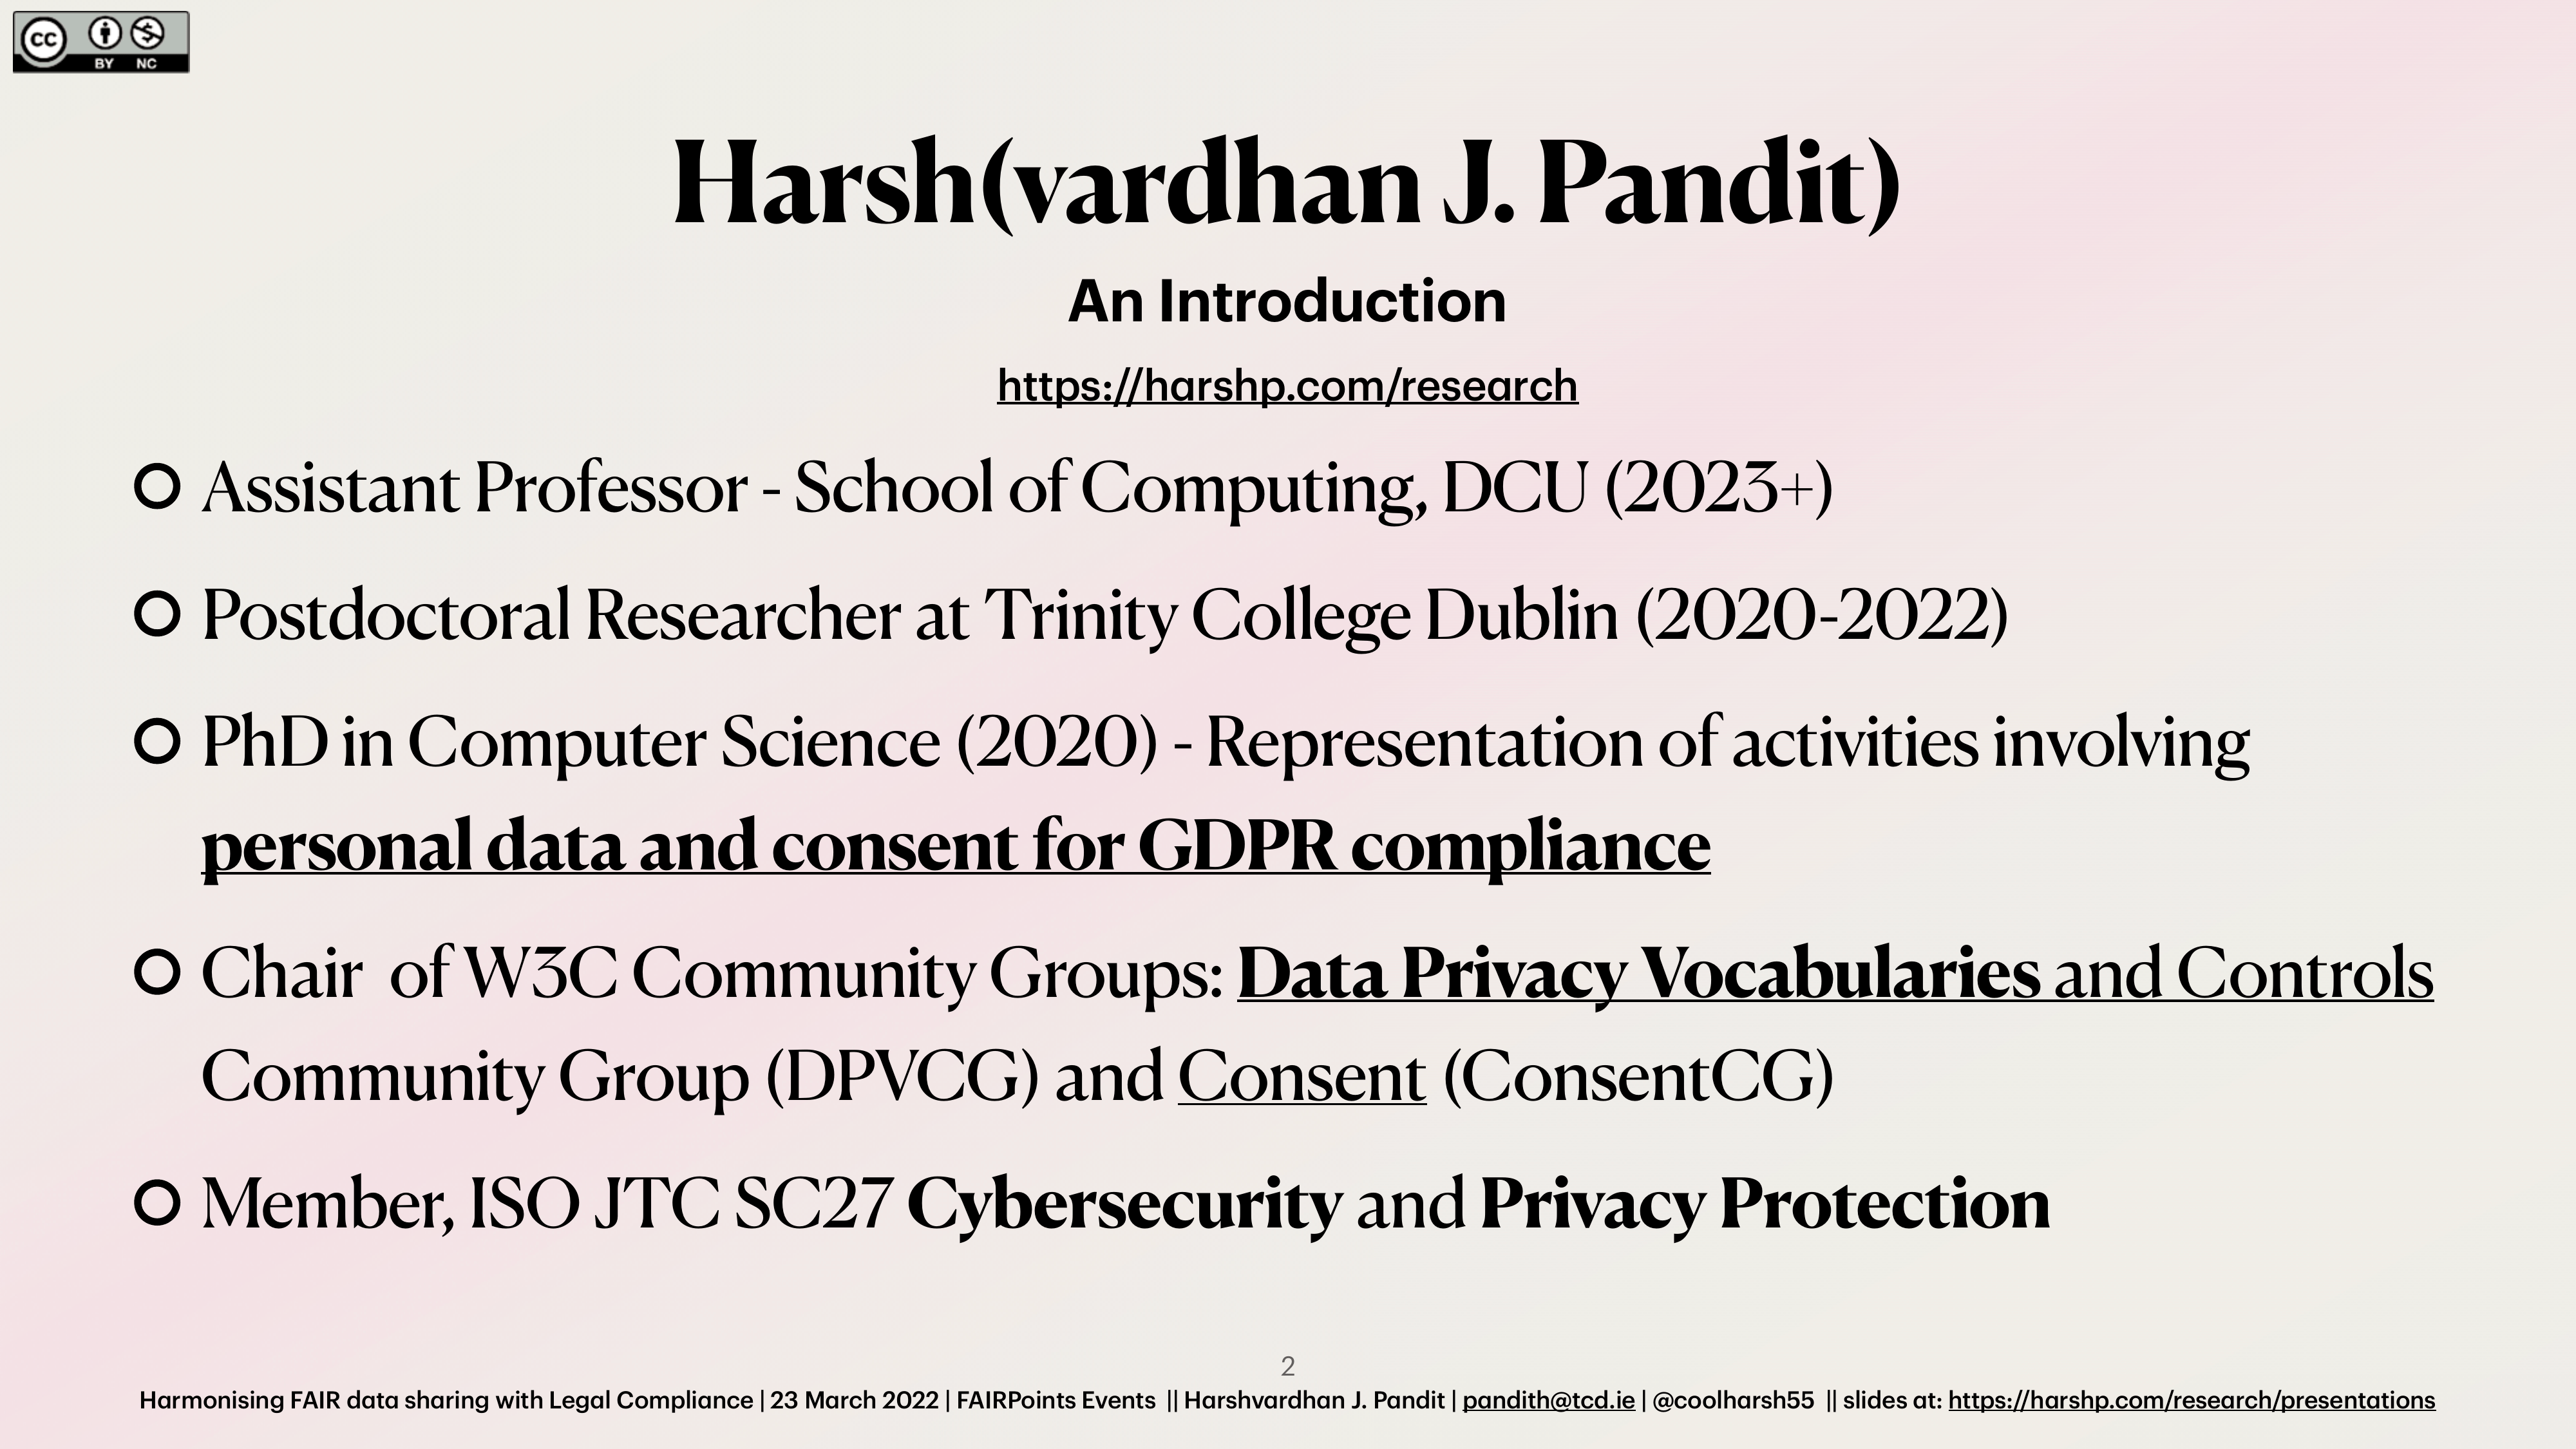 cc BY NC
Harsh(vardhan J. Pandit)
An Introduction
https://harshp.com/research
Assistant Professor - School of Computing, DCU (2023+)
Postdoctoral Researcher at Trinity College Dublin (2020-2022)
PhD in Computer Science (2020) - Representation of activities involving
personal data and consent for GDPR compliance
Chair  of W3C Community Groups: Data Privacy Vocabularies and Controls
Community Group (DPVCG) and Consent (ConsentCG)
Member, ISO JTC SC27 Cybersecurity and Privacy Protection
2
Harmonising FAIR data sharing with Legal Compliance | 23 March 2022 | FAIRPoints Events  || Harshvardhan J. Pandit | pandith@tcd.ie | @coolharsh55  || slides at: https://harshp.com/research/presentations